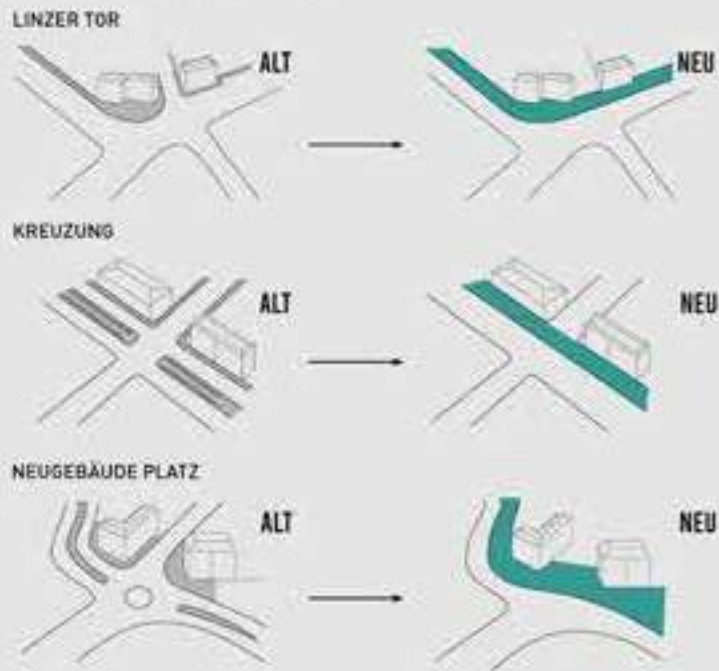 LINZER TOR
ALT
NEU
KREUZUNG
ALT
NEU
NEUGEBÄUDE PLATZ
ALT
NEU